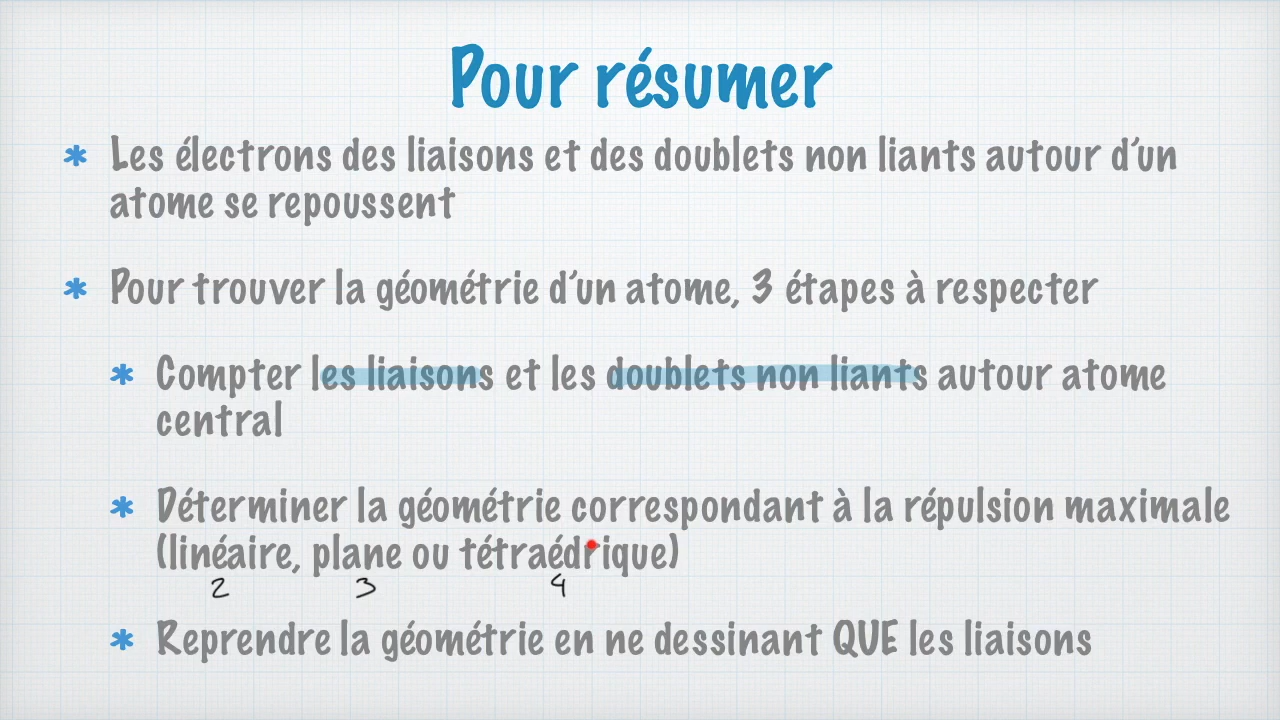 Pour résumer
Les électrons des liaisons et des doublets non liants autour d'un
atome se repoussent
Pour trouver la géométrie d'un atome, 3 étapes à respecter
Compter les liaisons et les doublets non liants autour atome
central
Déterminer la géométrie correspondant à la répulsion maximale
(linéaire, plane ou tétraédrique)
2 3 4
Reprendre la géométrie en ne dessinant QUE les liaisons